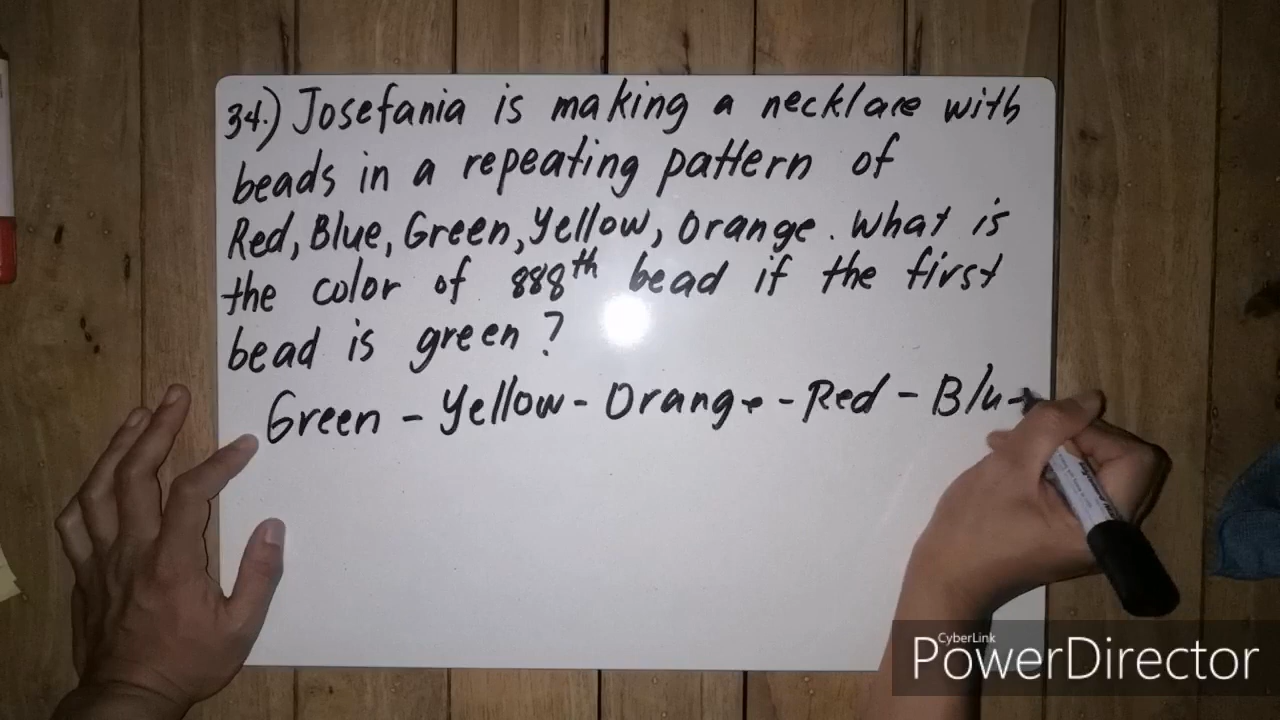 34.) Josefania is making a necklace with
beads in a repeating pattern of
Red, Blue, Green, Yellow, Orange. What is
the color of 888th bead if the first
bead is green?
Green - Yellow - Orange - Red - Blu
CyberLink
PowerDirector